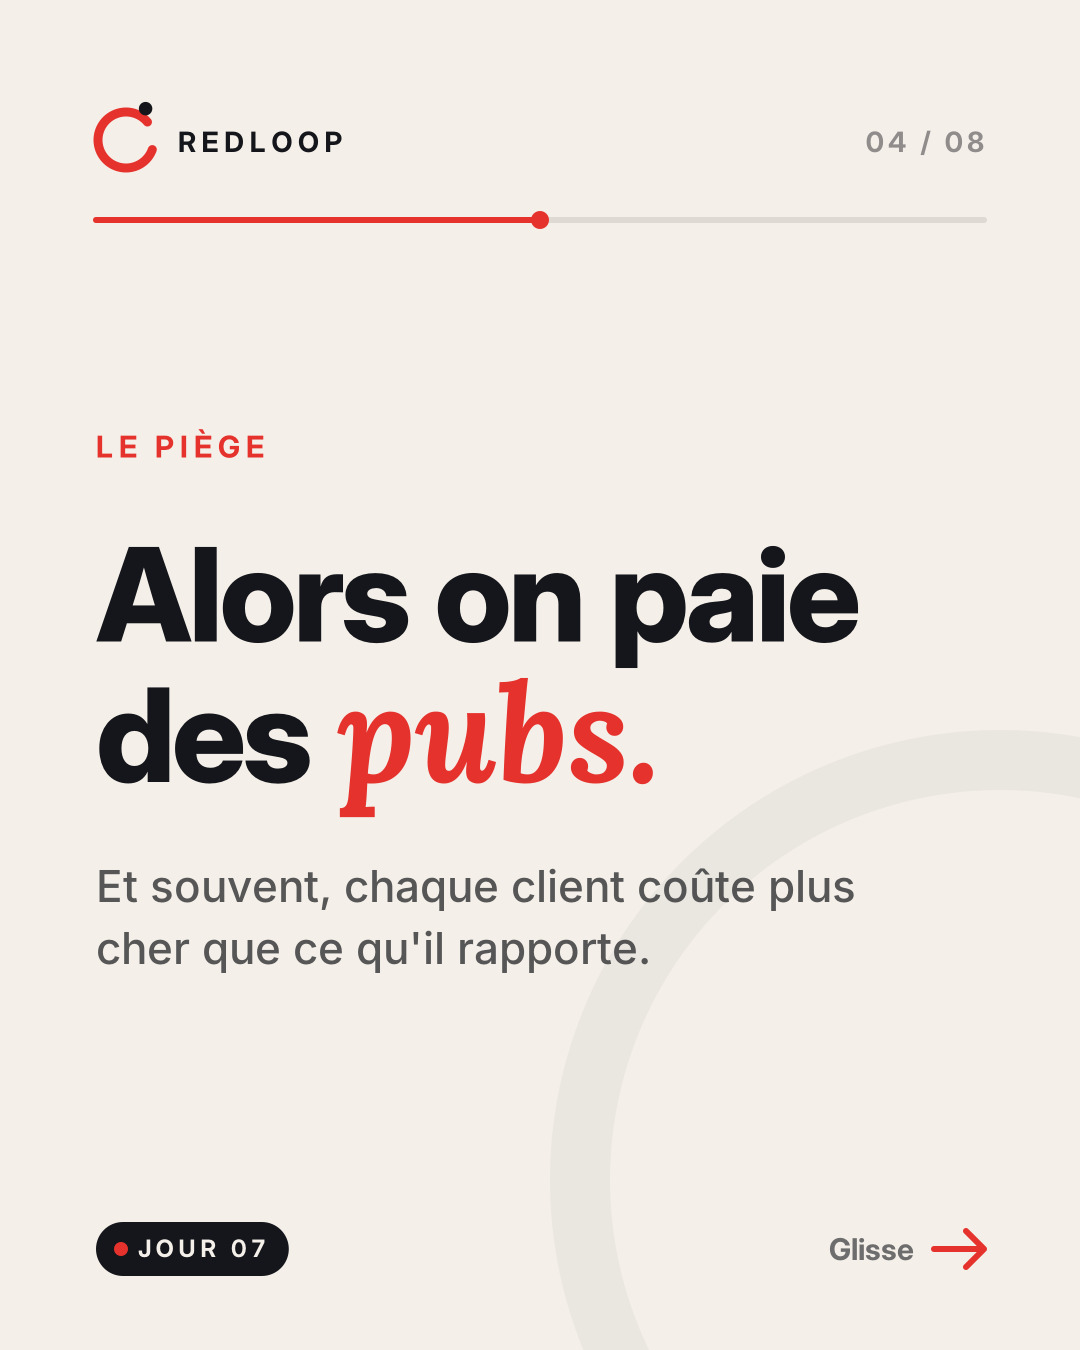 REDLOOP
04 / 08
LE PIÈGE
Alors on paie
des pubs.
Et souvent, chaque client coûte plus
cher que ce qu'il rapporte.
JOUR 07
Glisse